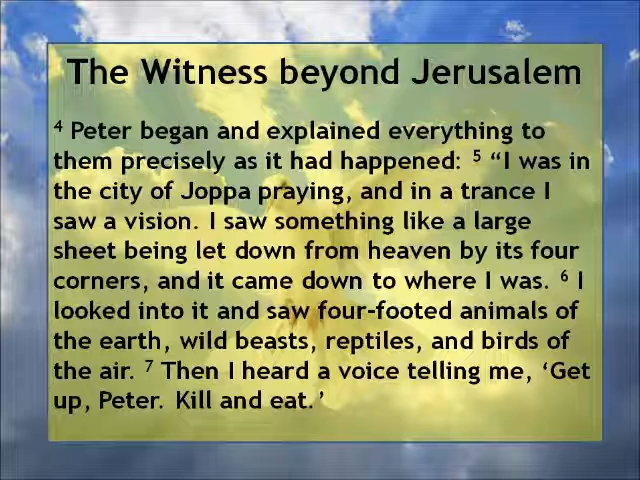 The Witness beyond Jerusalem
⁴ Peter began and explained everything to
them precisely as it had happened: ⁵ “I was in
the city of Joppa praying, and in a trance I
saw a vision. I saw something like a large
sheet being let down from heaven by its four
corners, and it came down to where I was. ⁶ I
looked into it and saw four-footed animals of
the earth, wild beasts, reptiles, and birds of
the air. ⁷ Then I heard a voice telling me, ‘Get
up, Peter. Kill and eat.’